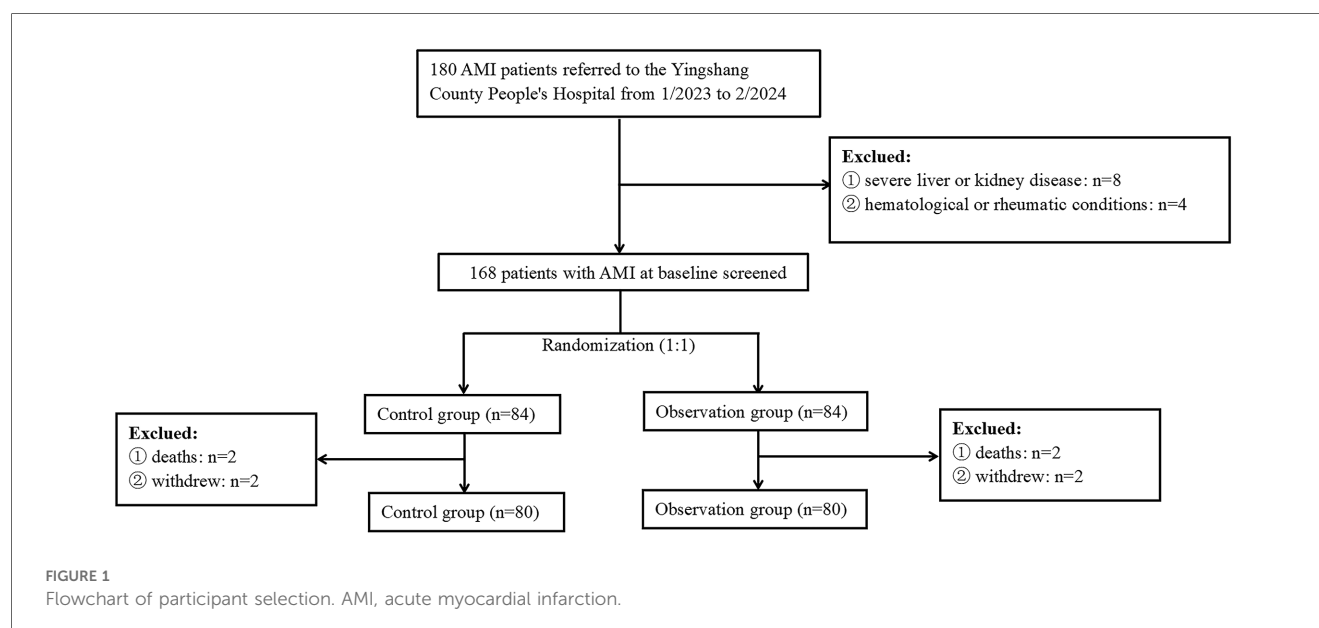 180 AMI patients referred to the Yingshang
County People's Hospital from 1/2023 to 2/2024
Exclued:
① severe liver or kidney disease: n=8
② hematological or rheumatic conditions: n=4
168 patients with AMI at baseline screened
Randomization (1:1)
Control group (n=84)
Observation group (n=84)
Exclued:
① deaths: n=2
② withdrew: n=2
Exclued:
① deaths: n=2
② withdrew: n=2
Control group (n=80)
Observation group (n=80)
FIGURE 1
Flowchart of participant selection. AMI, acute myocardial infarction.